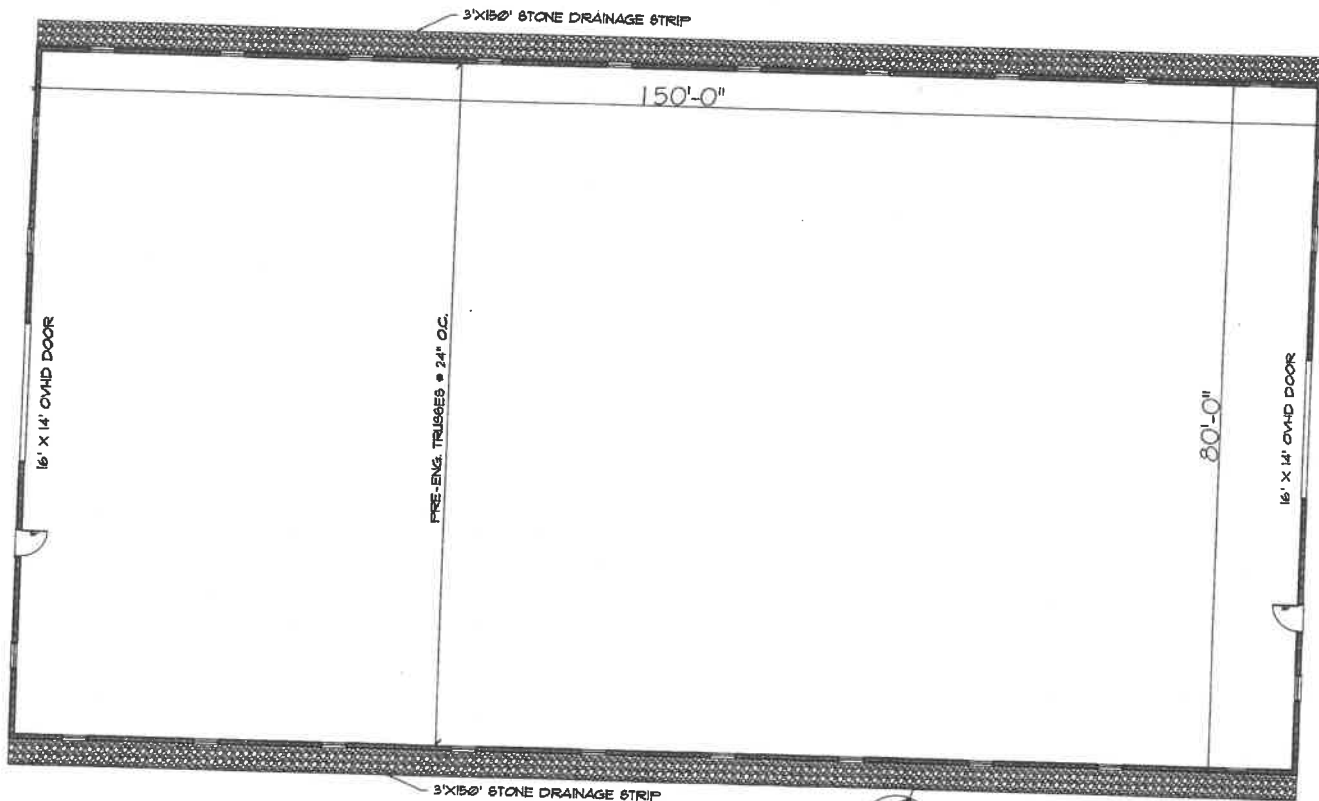 3'X150' STONE DRAINAGE STRIP
150'-0"
16' X 14' OVHD DOOR
PRE-ENG. TRUSSES @ 24" O.C.
80'-0"
16' X 14' OVHD DOOR
3'X150' STONE DRAINAGE STRIP